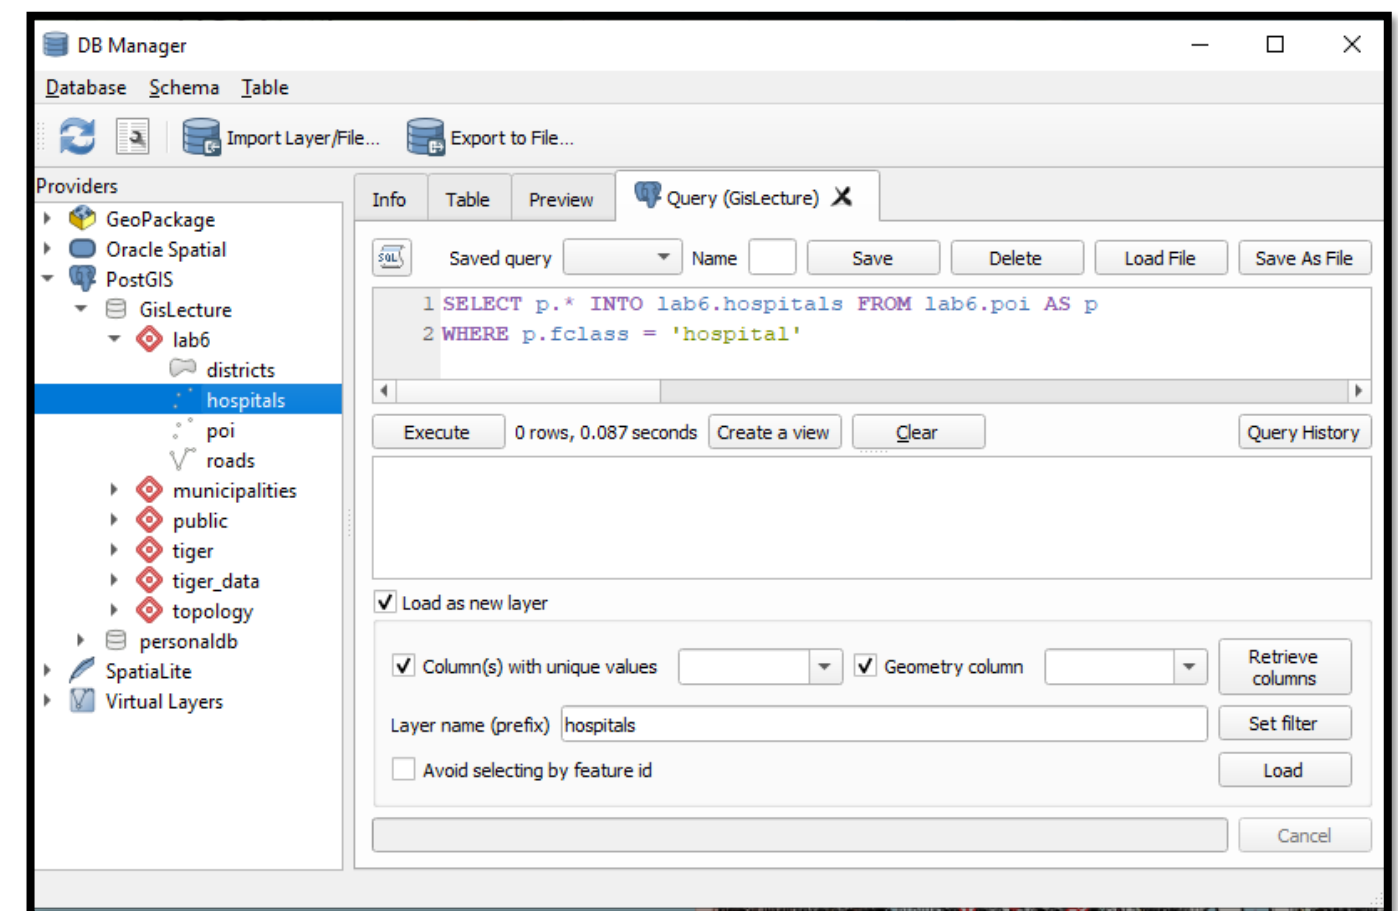 DB Manager
Database Schema Table
Import Layer/File... Export to File...
Providers
GeoPackage
Oracle Spatial
PostGIS
GisLecture
lab6
districts
hospitals
poi
roads
municipalities
public
tiger
tiger_data
topology
personaldb
SpatiaLite
Virtual Layers
Info Table Preview Query (GisLecture)
SQL Saved query Name Save Delete Load File Save As File
1 SELECT p.* INTO lab6.hospitals FROM lab6.poi AS p
2 WHERE p.fclass = 'hospital'
Execute 0 rows, 0.087 seconds Create a view Clear Query History
Load as new layer
Column(s) with unique values Geometry column Retrieve columns
Layer name (prefix) hospitals Set filter
Avoid selecting by feature id Load
Cancel